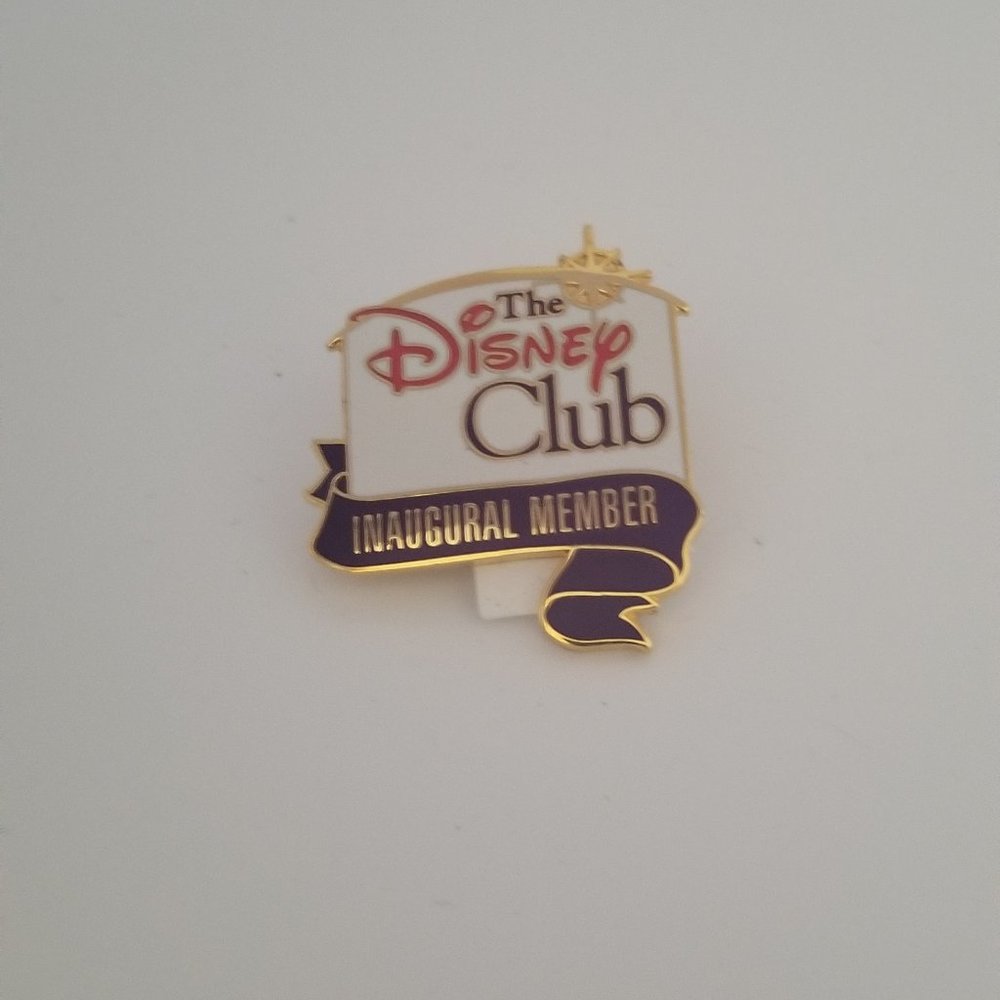 The
Disney
Club
INAUGURAL MEMBER